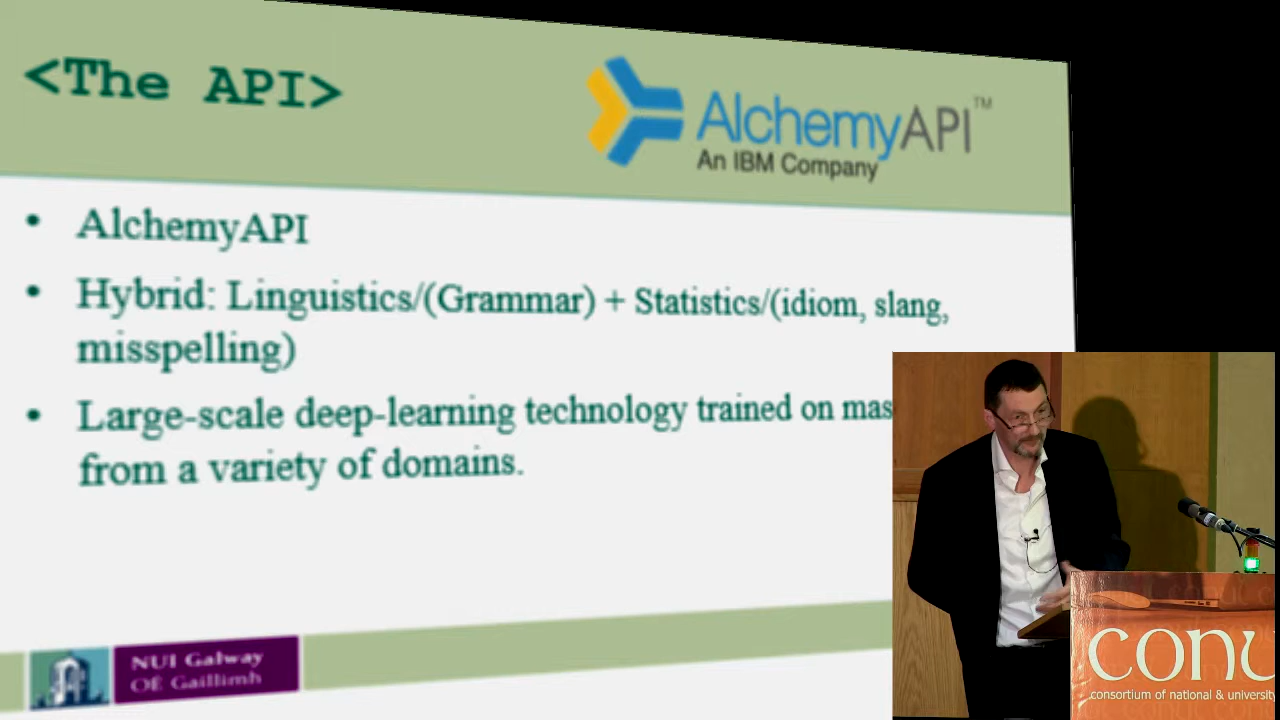 <The API>
AlchemyAPI™
An IBM Company
• AlchemyAPI
• Hybrid: Linguistics/(Grammar) + Statistics/(idiom, slang,
misspelling)
• Large-scale deep-learning technology trained on mas
from a variety of domains.
NUI Galway
OÉ Gaillimh
conu
consortium of national & university